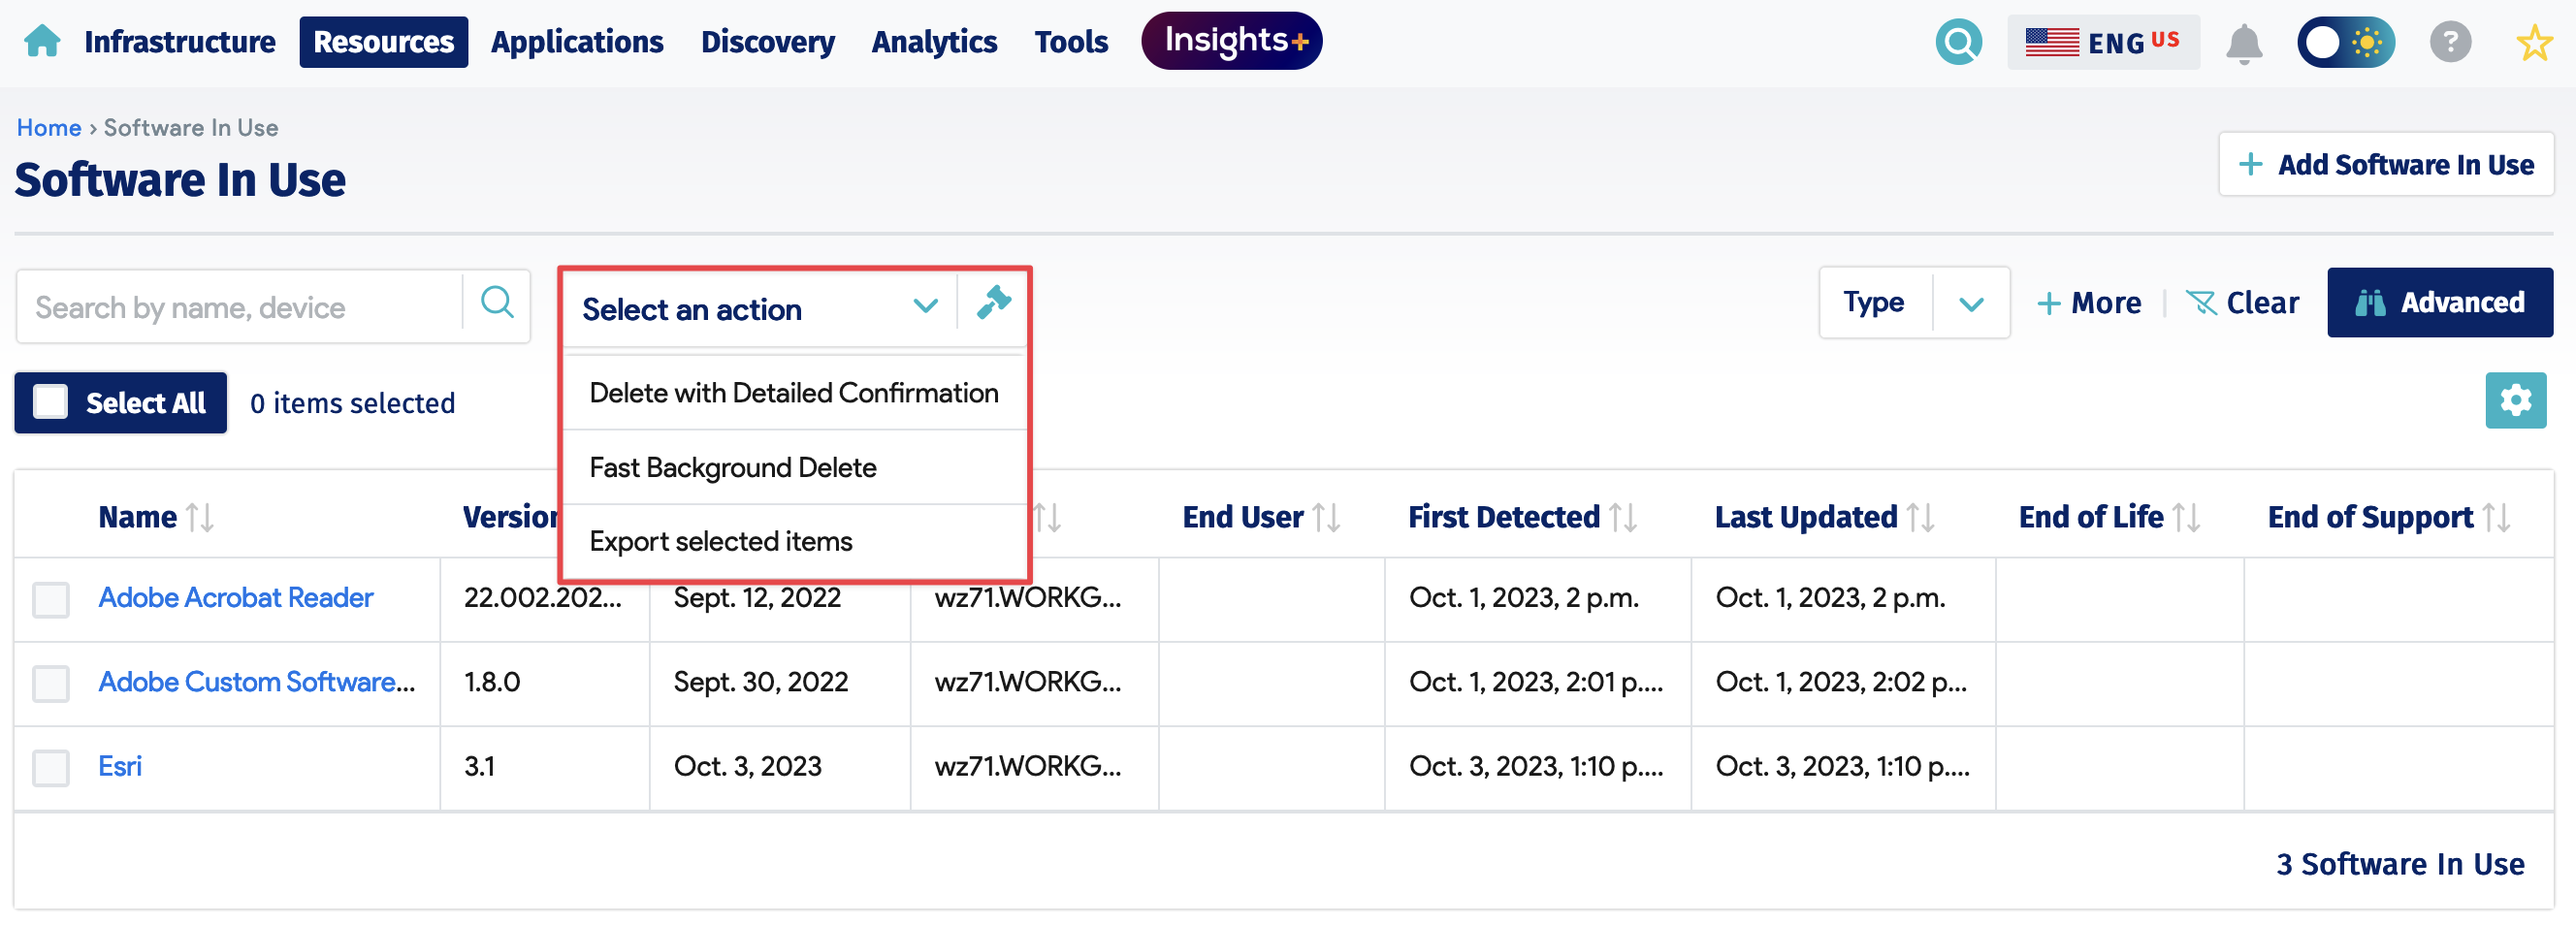 Infrastructure Resources Applications Discovery Analytics Tools Insights+ ENG US ?
Home › Software In Use
Software In Use
+ Add Software In Use
Search by name, device
Select an action
Type + More Clear Advanced
Select All 0 items selected
Delete with Detailed Confirmation
Fast Background Delete
Export selected items
Name Version End User First Detected Last Updated End of Life End of Support
Adobe Acrobat Reader 22.002.202... Sept. 12, 2022 wz71.WORKG... Oct. 1, 2023, 2 p.m. Oct. 1, 2023, 2 p.m.
Adobe Custom Software... 1.8.0 Sept. 30, 2022 wz71.WORKG... Oct. 1, 2023, 2:01 p.... Oct. 1, 2023, 2:02 p...
Esri 3.1 Oct. 3, 2023 wz71.WORKG... Oct. 3, 2023, 1:10 p.... Oct. 3, 2023, 1:10 p....
3 Software In Use